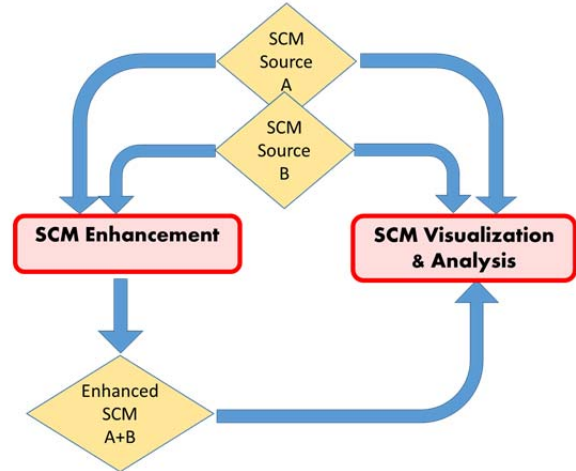 SCM
Source
A
SCM
Source
B
SCM Enhancement
SCM Visualization
& Analysis
Enhanced
SCM
A+B